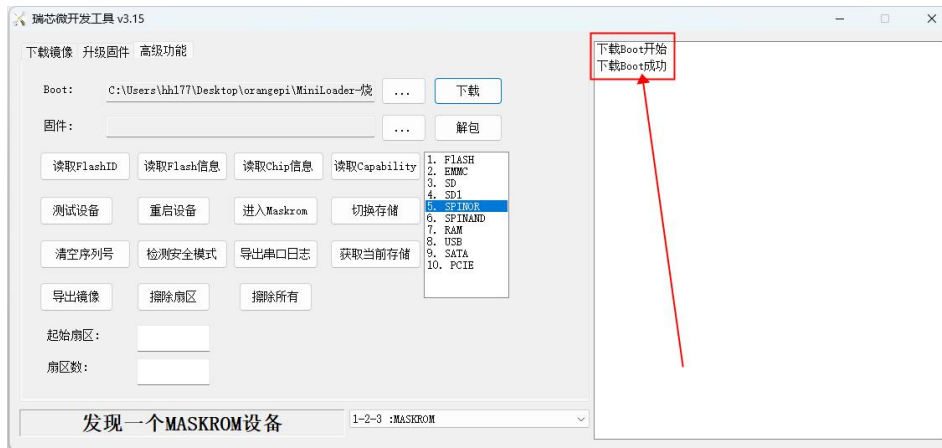 瑞芯微开发工具 v3.15
下载镜像 升级固件 高级功能
Boot: C:\Users\hh177\Desktop\orangepi\MiniLoader-烧 ... 下载
固件: ... 解包
读取FlashID 读取Flash信息 读取Chip信息 读取Capability
测试设备 重启设备 进入Maskrom 切换存储
清空序列号 检测安全模式 导出串口日志 获取当前存储
导出镜像 擦除扇区 擦除所有
1. FlASH
2. EMMC
3. SD
4. SD1
5. SPINOR
6. SPINAND
7. RAM
8. USB
9. SATA
10. PCIE
起始扇区:
扇区数:
发现一个MASKROM设备 1-2-3 :MASKROM
下载Boot开始
下载Boot成功